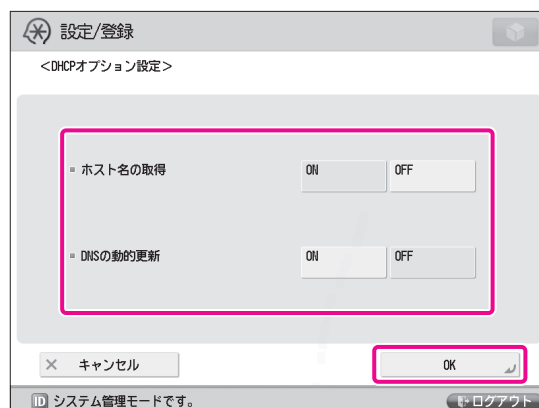 設定/登録
<DHCPオプション設定>
ホスト名の取得 ON OFF
DNSの動的更新 ON OFF
× キャンセル OK
ID システム管理モードです。 ログアウト